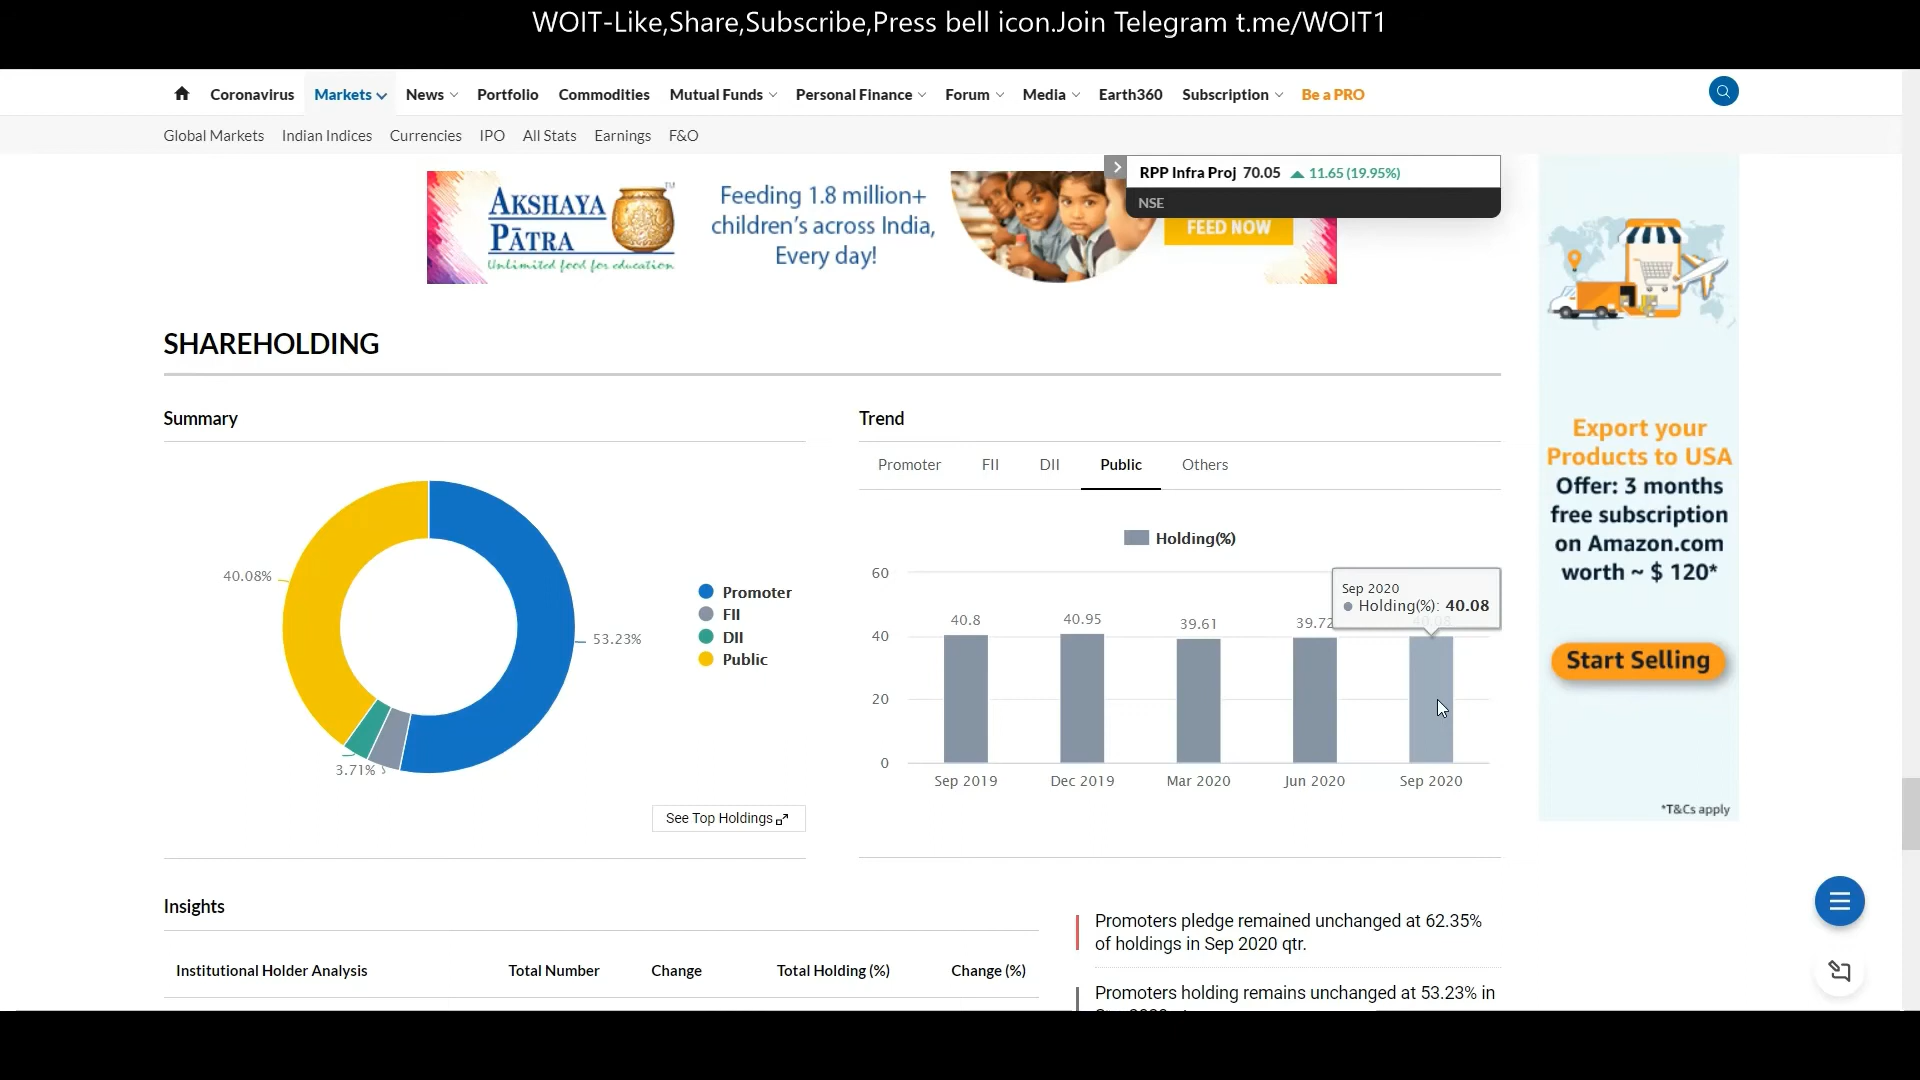 WOIT-Like,Share,Subscribe,Press bell icon.Join Telegram t.me/WOIT1
Coronavirus Markets News Portfolio Commodities Mutual Funds Personal Finance Forum Media Earth360 Subscription Be a PRO
Global Markets Indian Indices Currencies IPO All Stats Earnings F&O
RPP Infra Proj 70.05 11.65 (19.95%)
NSE
AKSHAYA
PĀTRA
TM
Unlimited food for education
Feeding 1.8 million+
children's across India,
Every day!
FEED NOW
SHAREHOLDING
Summary
40.08%
53.23%
3.71%
Promoter
FII
DII
Public
See Top Holdings
Trend
Promoter FII DII Public Others
Holding(%)
60
40
20
0
40.8 40.95 39.61 39.72
Sep 2020
Holding(%): 40.08
Sep 2019 Dec 2019 Mar 2020 Jun 2020 Sep 2020
Export your
Products to USA
Offer: 3 months
free subscription
on Amazon.com
worth ~ $ 120*
Start Selling
*T&Cs apply
Insights
Institutional Holder Analysis Total Number Change Total Holding (%) Change (%)
Promoters pledge remained unchanged at 62.35%
of holdings in Sep 2020 qtr.
Promoters holding remains unchanged at 53.23% in